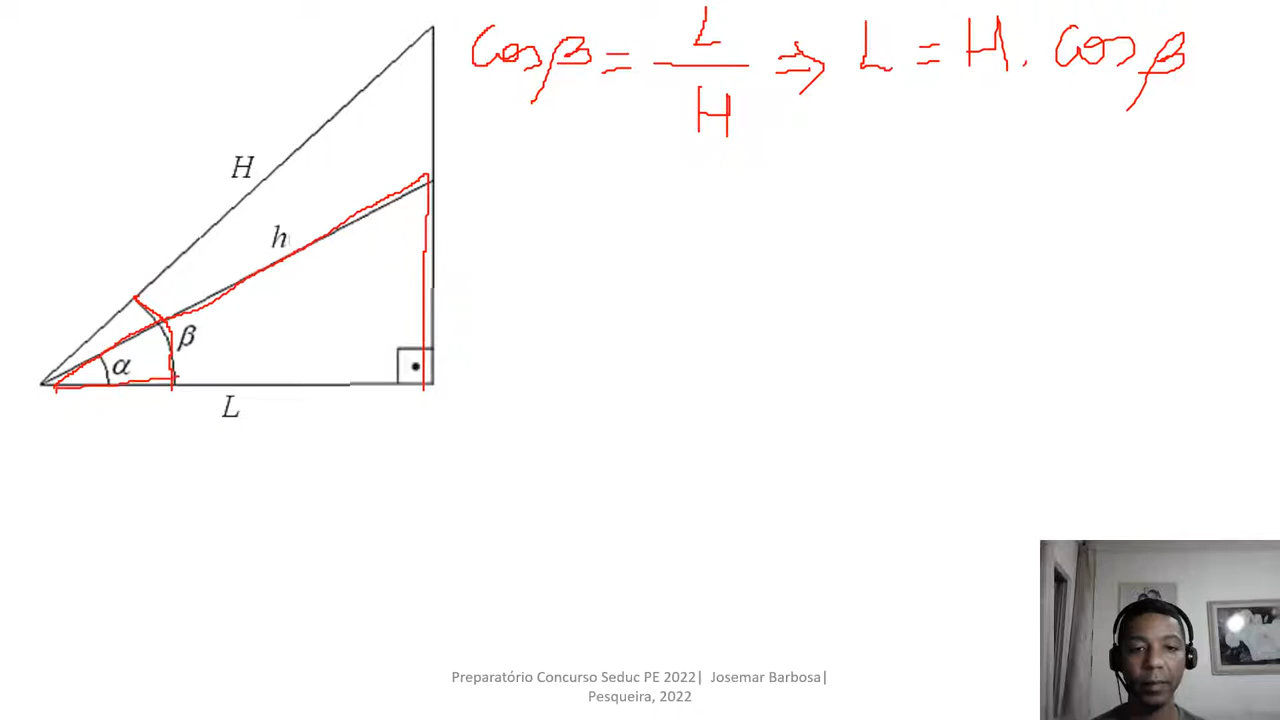 cos β = L/H ⇒ L = H . cos β
H
h
β
α
L
Preparatório Concurso Seduc PE 2022| Josemar Barbosa|
Pesqueira, 2022